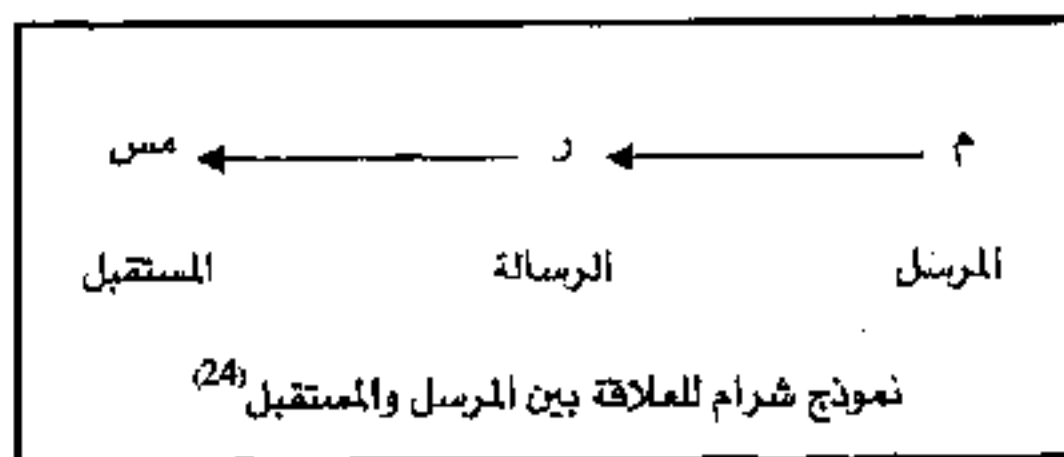 م ر مس
المرسل الرسالة المستقبل
نموذج شرام للعلاقة بين المرسل والمستقبل(24)